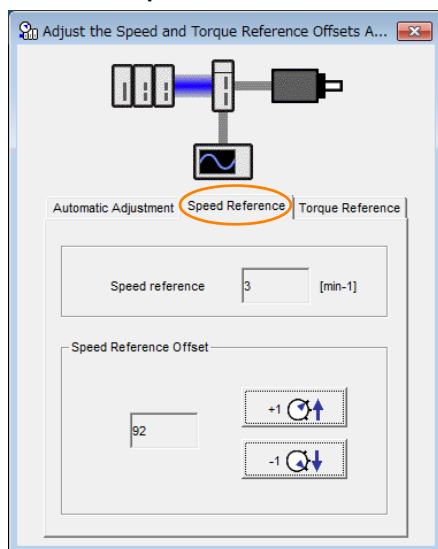 Adjust the Speed and Torque Reference Offsets A...
Automatic Adjustment Speed Reference Torque Reference
Speed reference 3 [min-1]
Speed Reference Offset
+1
92
-1